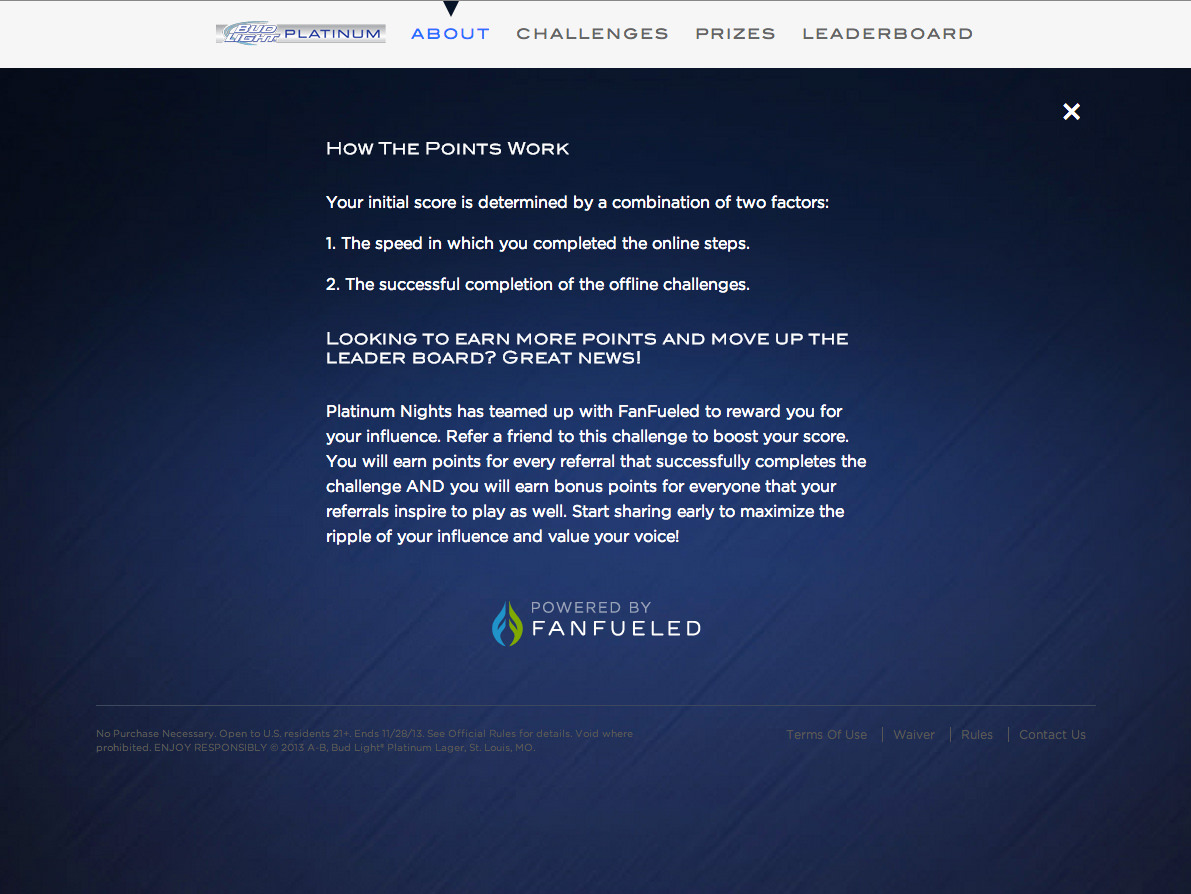 BUD LIGHT PLATINUM ABOUT CHALLENGES PRIZES LEADERBOARD
How The Points Work
Your initial score is determined by a combination of two factors:
1. The speed in which you completed the online steps.
2. The successful completion of the offline challenges.
Looking to earn more points and move up the
leader board? Great news!
Platinum Nights has teamed up with FanFueled to reward you for
your influence. Refer a friend to this challenge to boost your score.
You will earn points for every referral that successfully completes the
challenge AND you will earn bonus points for everyone that your
referrals inspire to play as well. Start sharing early to maximize the
ripple of your influence and value your voice!
POWERED BY
FANFUELED
No Purchase Necessary. Open to U.S. residents 21+. Ends 11/28/13. See Official Rules for details. Void where
prohibited. ENJOY RESPONSIBLY © 2013 A-B, Bud Light® Platinum Lager, St. Louis, MO.
Terms Of Use | Waiver | Rules | Contact Us